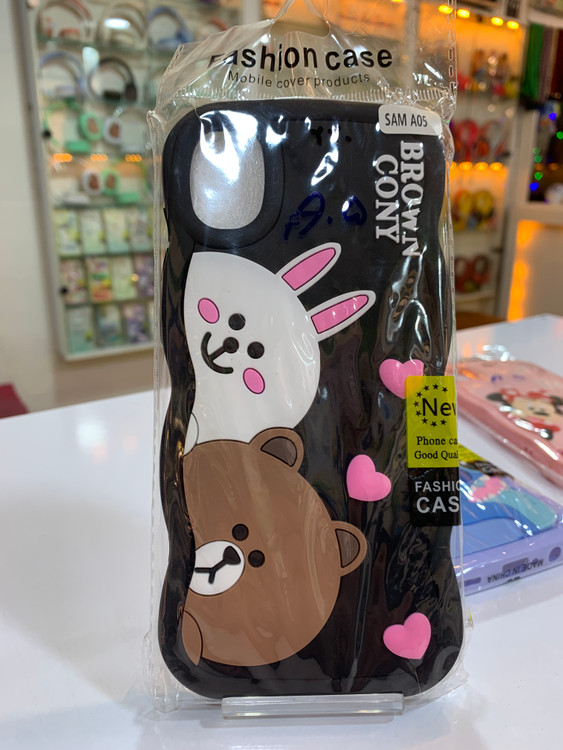 Fashion case
Mobile cover products
SAM A05
BROWN
CONY
New
Phone ca
Good Qual
FASHIO
CAS
MADE IN CHINA